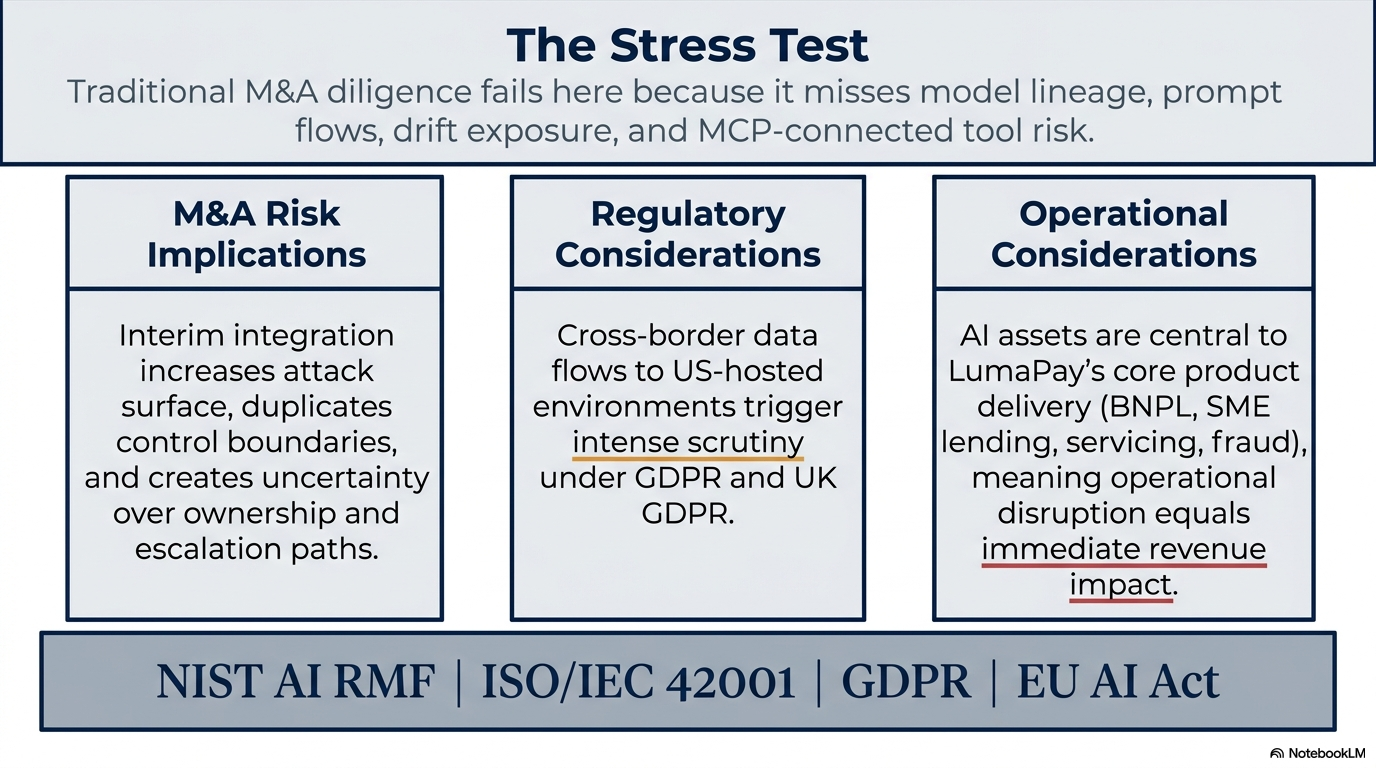 The Stress Test
Traditional M&A diligence fails here because it misses model lineage, prompt
flows, drift exposure, and MCP-connected tool risk.
M&A Risk
Implications
Interim integration
increases attack
surface, duplicates
control boundaries,
and creates uncertainty
over ownership and
escalation paths.
Regulatory
Considerations
Cross-border data
flows to US-hosted
environments trigger
intense scrutiny
under GDPR and UK
GDPR.
Operational
Considerations
AI assets are central to
LumaPay’s core product
delivery (BNPL, SME
lending, servicing, fraud),
meaning operational
disruption equals
immediate revenue
impact.
NIST AI RMF | ISO/IEC 42001 | GDPR | EU AI Act
NotebookLM